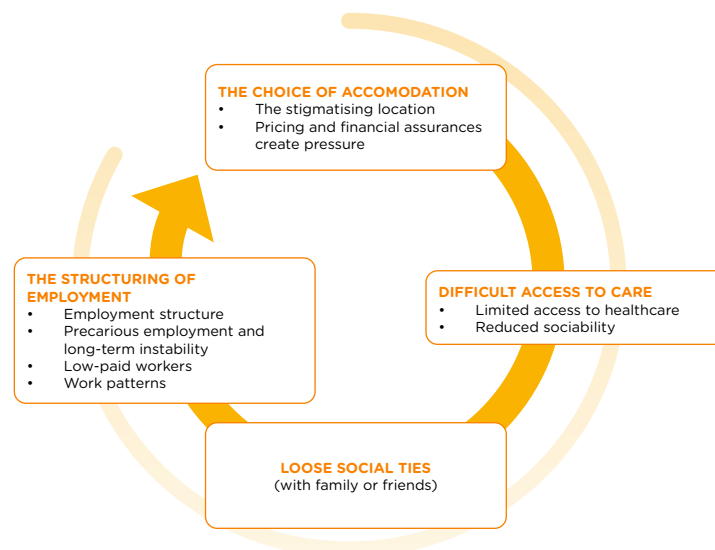 THE CHOICE OF ACCOMODATION
• The stigmatising location
• Pricing and financial assurances
create pressure
DIFFICULT ACCESS TO CARE
• Limited access to healthcare
• Reduced sociability
LOOSE SOCIAL TIES
(with family or friends)
THE STRUCTURING OF
EMPLOYMENT
• Employment structure
• Precarious employment and
long-term instability
• Low-paid workers
• Work patterns